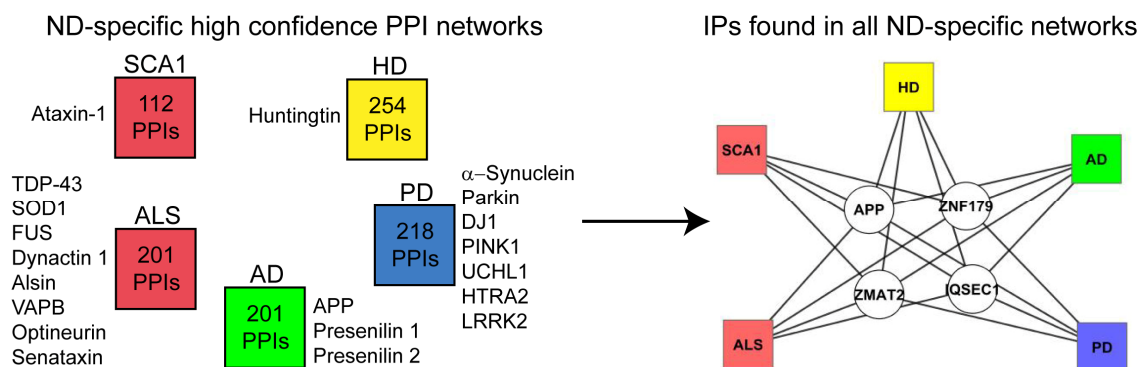 ND-specific high confidence PPI networks
SCA1
Ataxin-1
112
PPIs
HD
Huntingtin
254
PPIs
TDP-43
SOD1
FUS
Dynactin 1
Alsin
VAPB
Optineurin
Senataxin
ALS
201
PPIs
AD
201
PPIs
APP
Presenilin 1
Presenilin 2
PD
218
PPIs
α–Synuclein
Parkin
DJ1
PINK1
UCHL1
HTRA2
LRRK2
IPs found in all ND-specific networks
HD
SCA1
AD
APP
ZNF179
ZMAT2
IQSEC1
ALS
PD